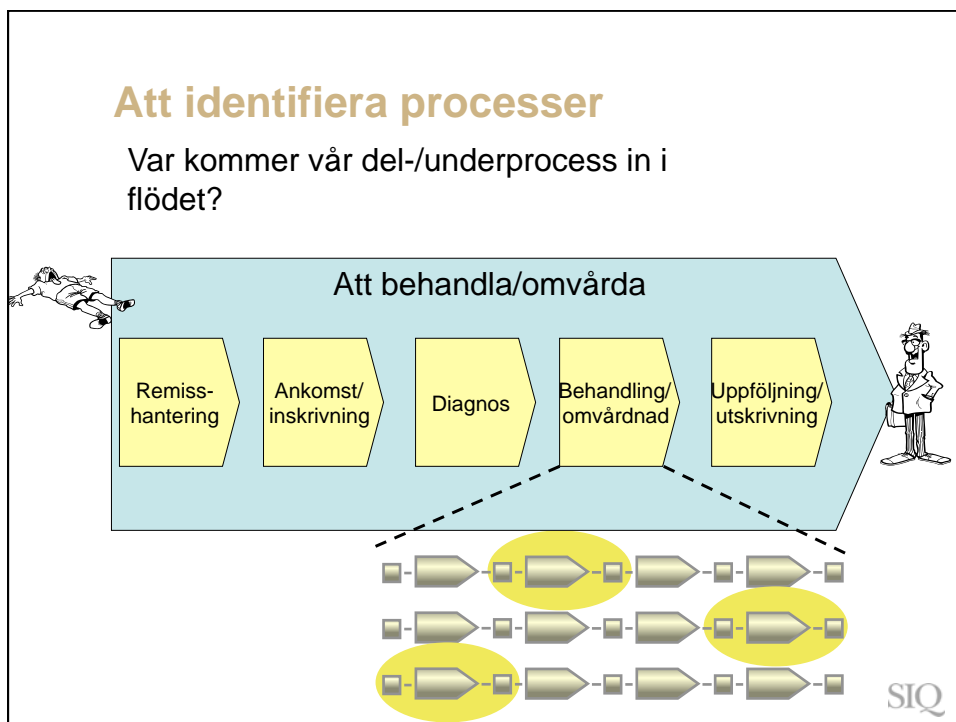 Att identifiera processer
Var kommer vår del-/underprocess in i
flödet?
Att behandla/omvårda
Remiss-
hantering
Ankomst/
inskrivning
Diagnos
Behandling/
omvårdnad
Uppföljning/
utskrivning
SIQ